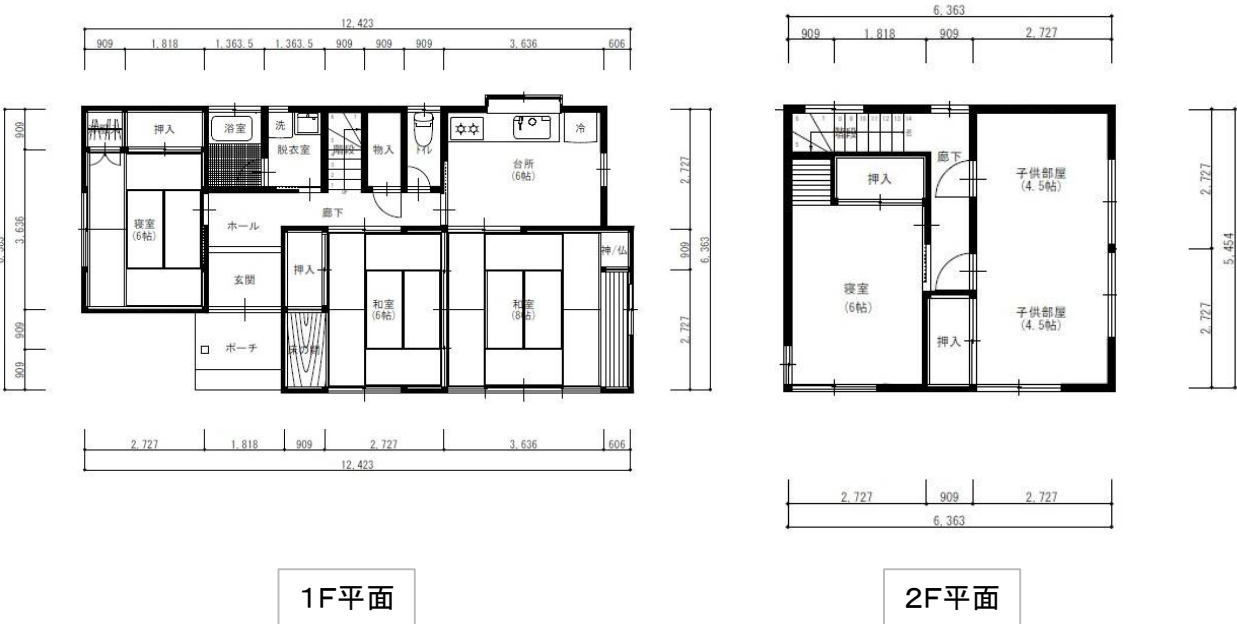 12,423
909 1,818 1,363.5 1,363.5 909 909 909 3,636 606
909
3,636
909
909
押入
浴室
洗
脱衣室
階段
物入
トイレ
冷
台所
(6帖)
寝室
(6帖)
ホール
廊下
玄関
ポーチ
押入
床の間
和室
(6帖)
和室
(8帖)
神/仏
2,727
909
2,727
6,363
2,727 1,818 909 2,727 3,636 606
12,423
1F平面
6,363
909 1,818 909 2,727
階段
廊下
押入
子供部屋
(4.5帖)
寝室
(6帖)
押入
子供部屋
(4.5帖)
2,727
2,727
5,454
2,727 909 2,727
6,363
2F平面